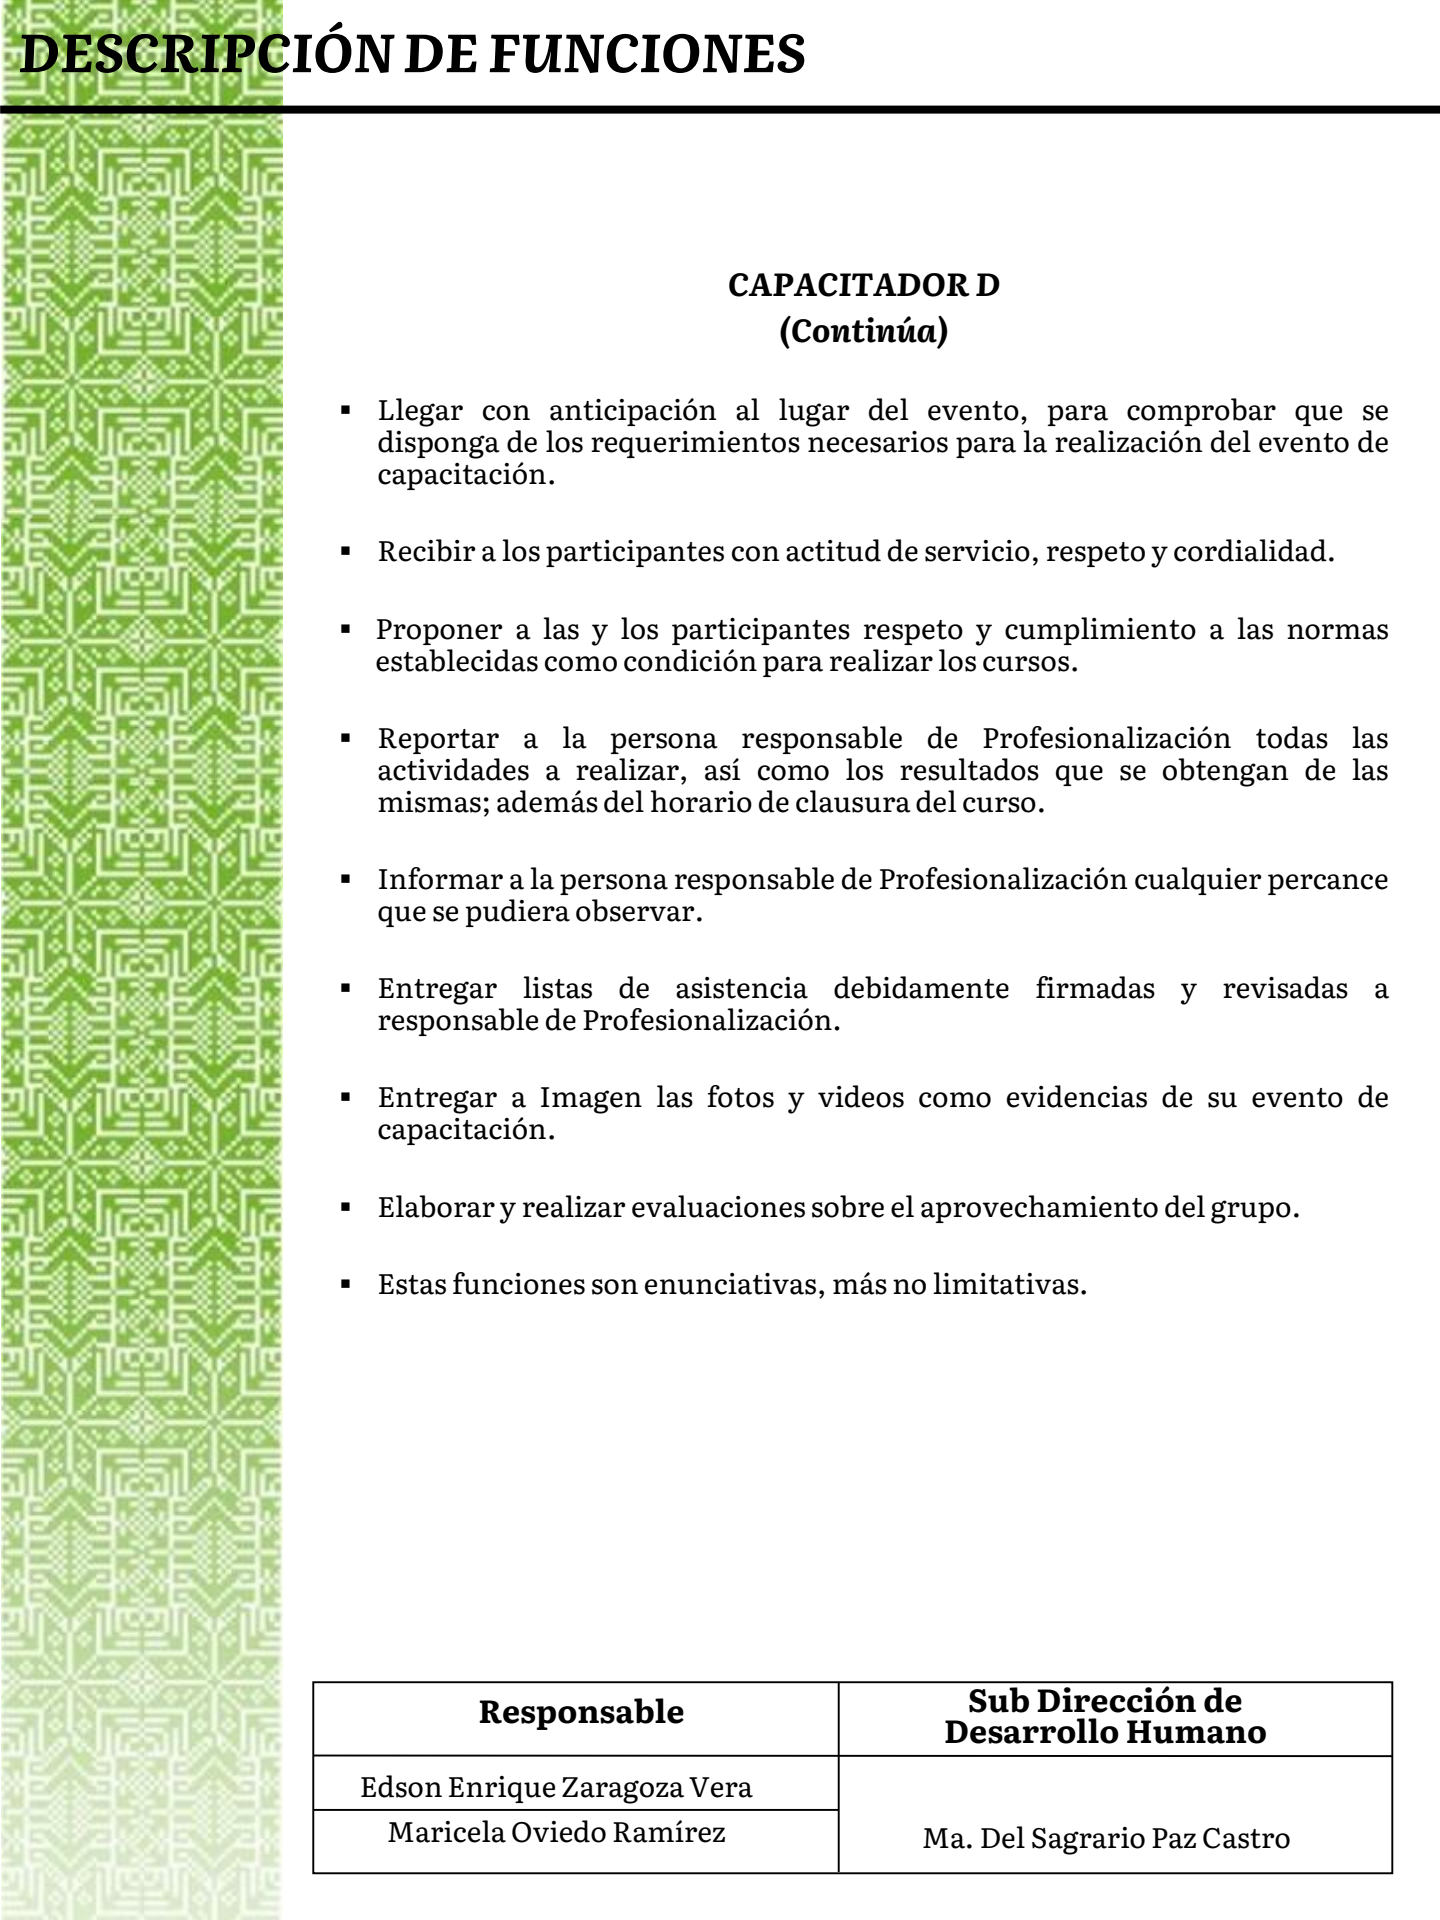 DESCRIPCIÓN DE FUNCIONES
CAPACITADOR D
(Continúa)
▪ Llegar con anticipación al lugar del evento, para comprobar que se
disponga de los requerimientos necesarios para la realización del evento de
capacitación.
▪ Recibir a los participantes con actitud de servicio, respeto y cordialidad.
▪ Proponer a las y los participantes respeto y cumplimiento a las normas
establecidas como condición para realizar los cursos.
▪ Reportar a la persona responsable de Profesionalización todas las
actividades a realizar, así como los resultados que se obtengan de las
mismas; además del horario de clausura del curso.
▪ Informar a la persona responsable de Profesionalización cualquier percance
que se pudiera observar.
▪ Entregar listas de asistencia debidamente firmadas y revisadas a
responsable de Profesionalización.
▪ Entregar a Imagen las fotos y videos como evidencias de su evento de
capacitación.
▪ Elaborar y realizar evaluaciones sobre el aprovechamiento del grupo.
▪ Estas funciones son enunciativas, más no limitativas.
Responsable
Sub Dirección de
Desarrollo Humano
Edson Enrique Zaragoza Vera
Maricela Oviedo Ramírez
Ma. Del Sagrario Paz Castro